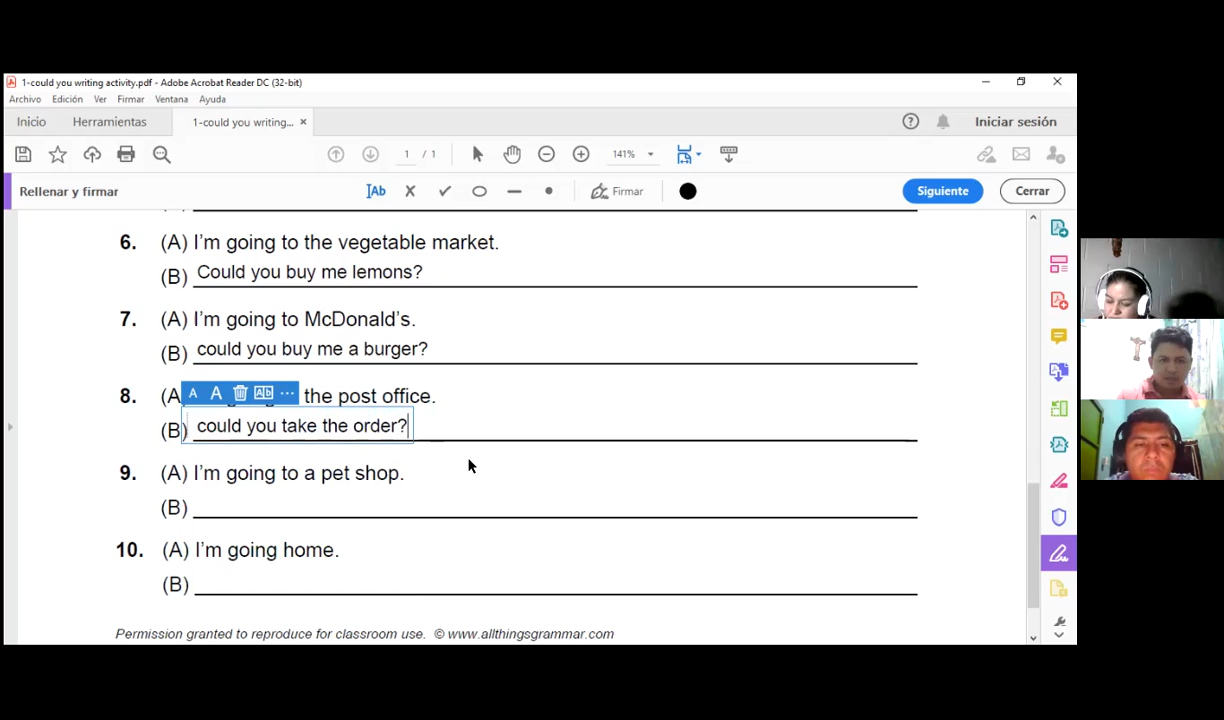 1-could you writing activity.pdf - Adobe Acrobat Reader DC (32-bit)
Archivo Edición Ver Firmar Ventana Ayuda
Inicio Herramientas 1-could you writing... × Iniciar sesión
1 / 1 141%
Rellenar y firmar Ab Firmar Siguiente Cerrar
6. (A) I'm going to the vegetable market.
(B) Could you buy me lemons?
7. (A) I'm going to McDonald's.
(B) could you buy me a burger?
8. (A the post office.
(B) could you take the order?
9. (A) I'm going to a pet shop.
(B)
10. (A) I'm going home.
(B)
Permission granted to reproduce for classroom use. © www.allthingsgrammar.com